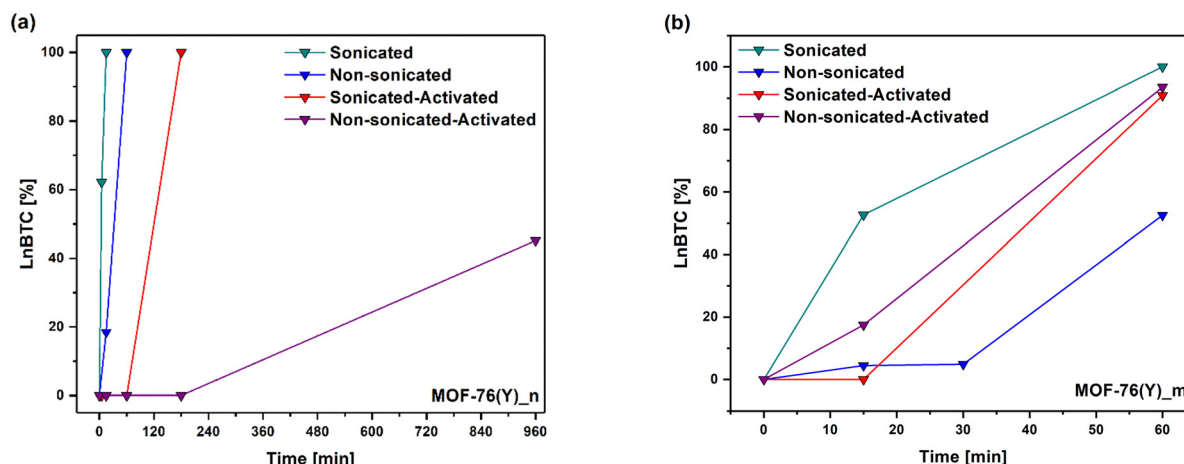 (a)
LnBTC [%]
100
80
60
40
20
0
Sonicated
Non-sonicated
Sonicated-Activated
Non-sonicated-Activated
MOF-76(Y)_n
0 120 240 360 480 600 720 840 960
Time [min]
(b)
LnBTC [%]
100
80
60
40
20
0
Sonicated
Non-sonicated
Sonicated-Activated
Non-sonicated-Activated
MOF-76(Y)_m
0 10 20 30 40 50 60
Time [min]